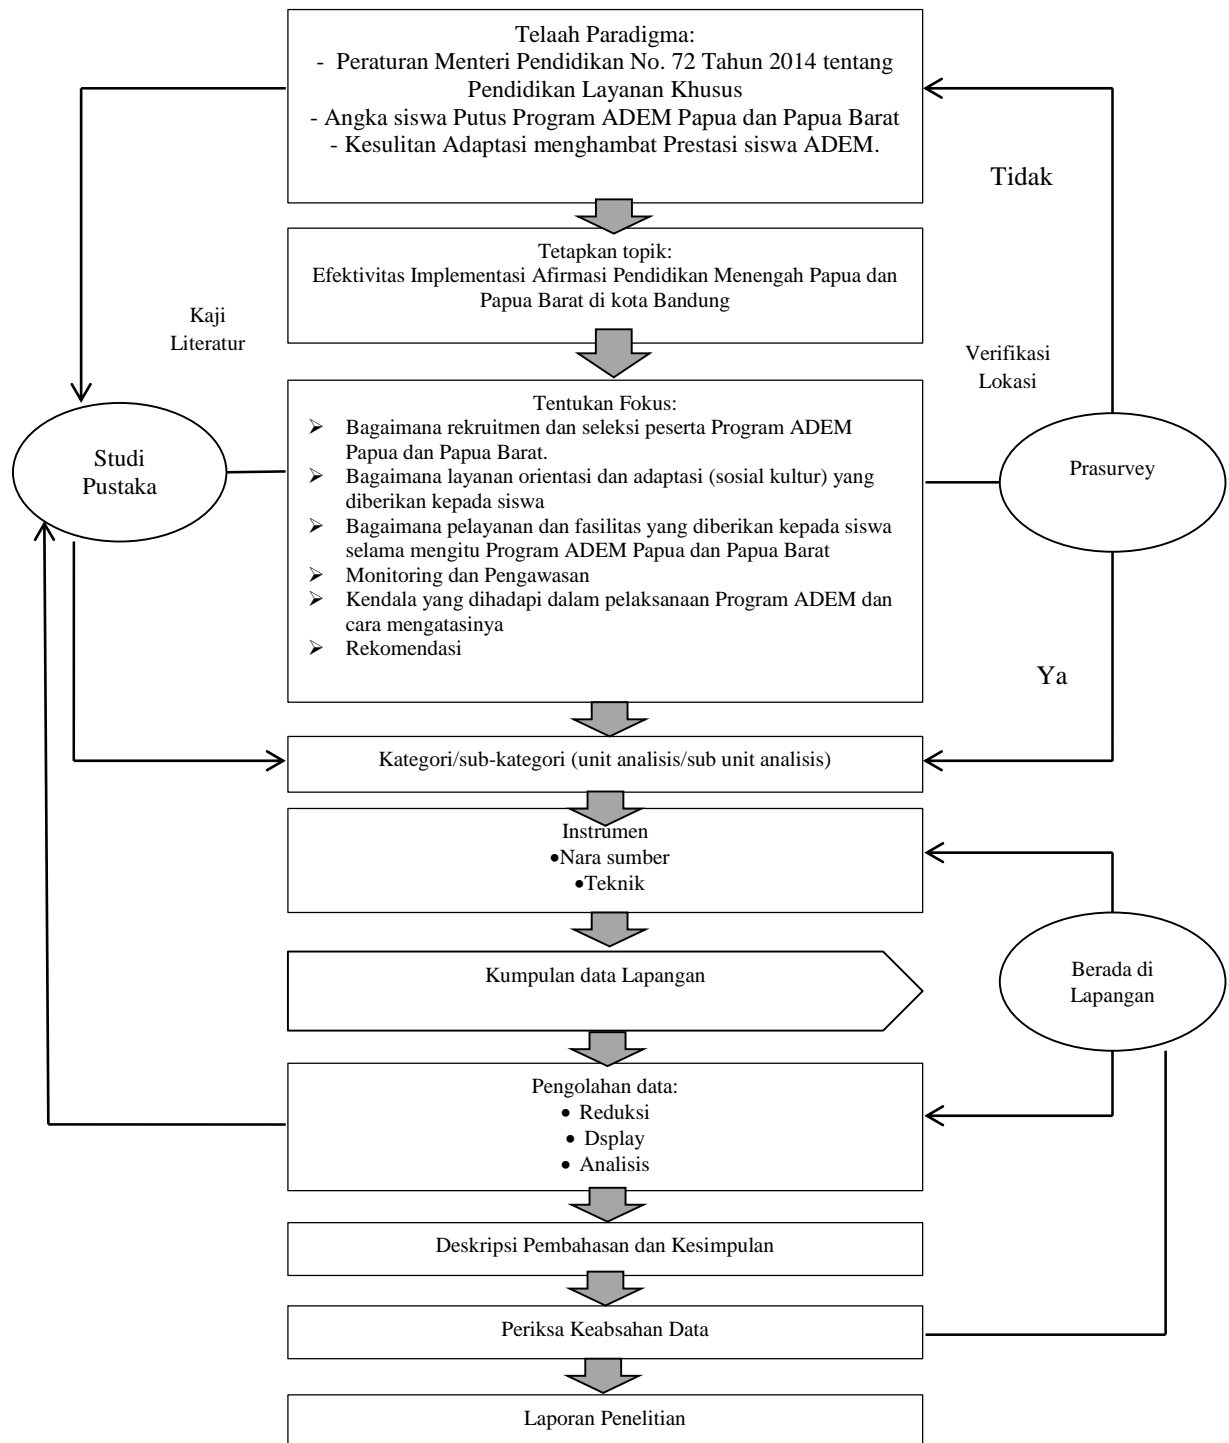 Telaah Paradigma:
- Peraturan Menteri Pendidikan No. 72 Tahun 2014 tentang
Pendidikan Layanan Khusus
- Angka siswa Putus Program ADEM Papua dan Papua Barat
- Kesulitan Adaptasi menghambat Prestasi siswa ADEM.
Tidak
Tetapkan topik:
Efektivitas Implementasi Afirmasi Pendidikan Menengah Papua dan
Papua Barat di kota Bandung
Kaji
Literatur
Verifikasi
Lokasi
Studi
Pustaka
Tentukan Fokus:
➢ Bagaimana rekruitmen dan seleksi peserta Program ADEM
Papua dan Papua Barat.
➢ Bagaimana layanan orientasi dan adaptasi (sosial kultur) yang
diberikan kepada siswa
➢ Bagaimana pelayanan dan fasilitas yang diberikan kepada siswa
selama mengitu Program ADEM Papua dan Papua Barat
➢ Monitoring dan Pengawasan
➢ Kendala yang dihadapi dalam pelaksanaan Program ADEM dan
cara mengatasinya
➢ Rekomendasi
Prasurvey
Ya
Kategori/sub-kategori (unit analisis/sub unit analisis)
Instrumen
•Nara sumber
•Teknik
Kumpulan data Lapangan
Berada di
Lapangan
Pengolahan data:
• Reduksi
• Dsplay
• Analisis
Deskripsi Pembahasan dan Kesimpulan
Periksa Keabsahan Data
Laporan Penelitian